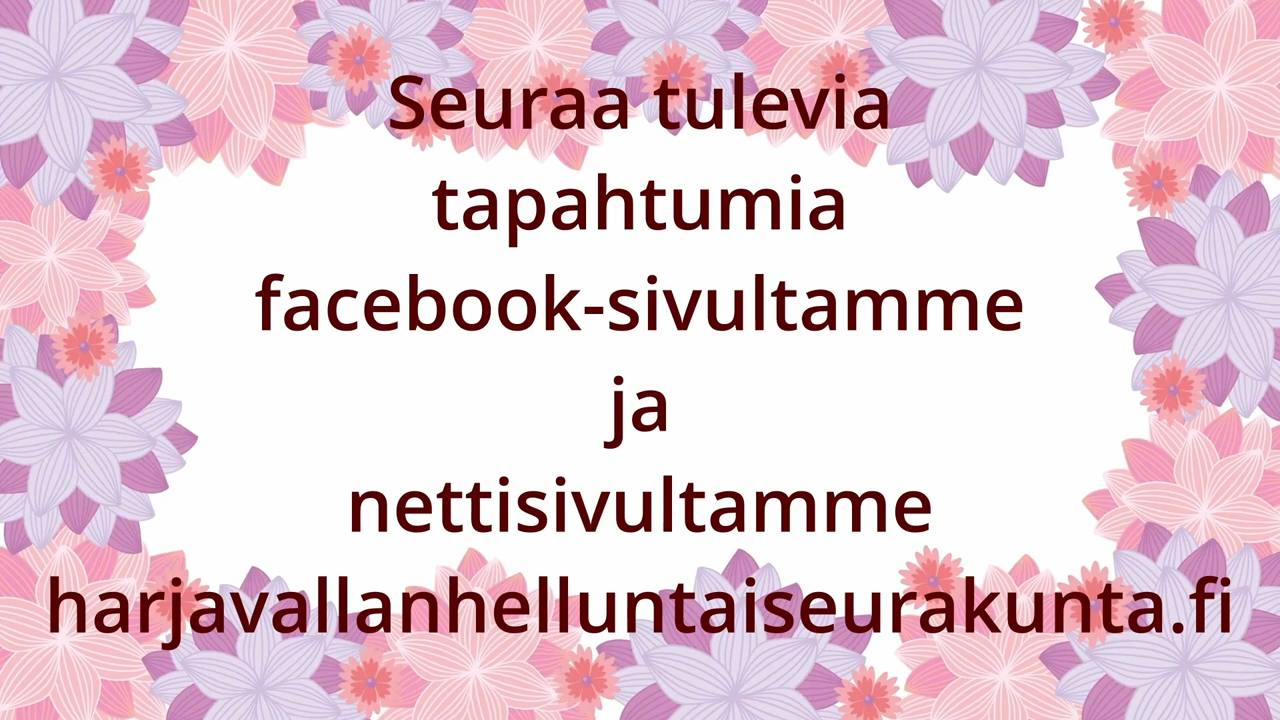 Seuraa tulevia
tapahtumia
facebook-sivultamme
ja
nettisivultamme
harjavallanhelluntaiseurakunta.fi